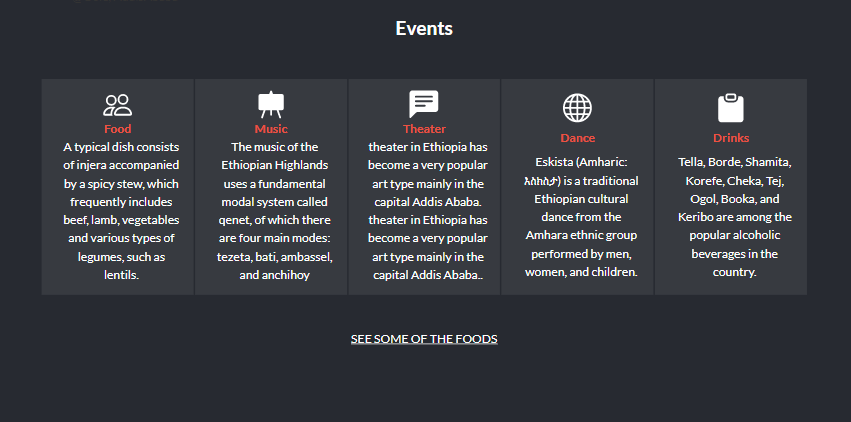 Events
Food
A typical dish consists
of injera accompanied
by a spicy stew, which
frequently includes
beef, lamb, vegetables
and various types of
legumes, such as
lentils.
Music
The music of the
Ethiopian Highlands
uses a fundamental
modal system called
qenet, of which there
are four main modes:
tezeta, bati, ambassel,
and anchihoy
Theater
theater in Ethiopia has
become a very popular
art type mainly in the
capital Addis Ababa.
theater in Ethiopia has
become a very popular
art type mainly in the
capital Addis Ababa..
Dance
Eskista (Amharic:
እስክስታ) is a traditional
Ethiopian cultural
dance from the
Amhara ethnic group
performed by men,
women, and children.
Drinks
Tella, Borde, Shamita,
Korefe, Cheka, Tej,
Ogol, Booka, and
Keribo are among the
popular alcoholic
beverages in the
country.
SEE SOME OF THE FOODS